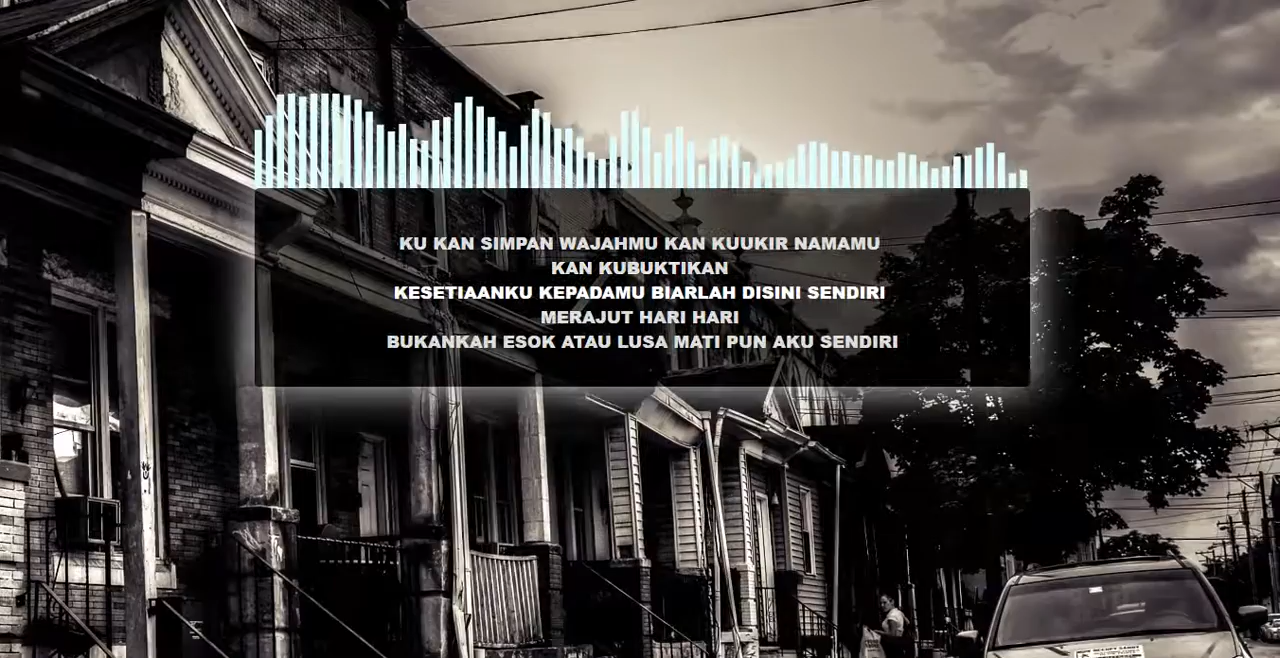 KU KAN SIMPAN WAJAHMU KAN KUUKIR NAMAMU
KAN KUBUKTIKAN
KESETIAANKU KEPADAMU BIARLAH DISINI SENDIRI
MERAJUT HARI HARI
BUKANKAH ESOK ATAU LUSA MATI PUN AKU SENDIRI